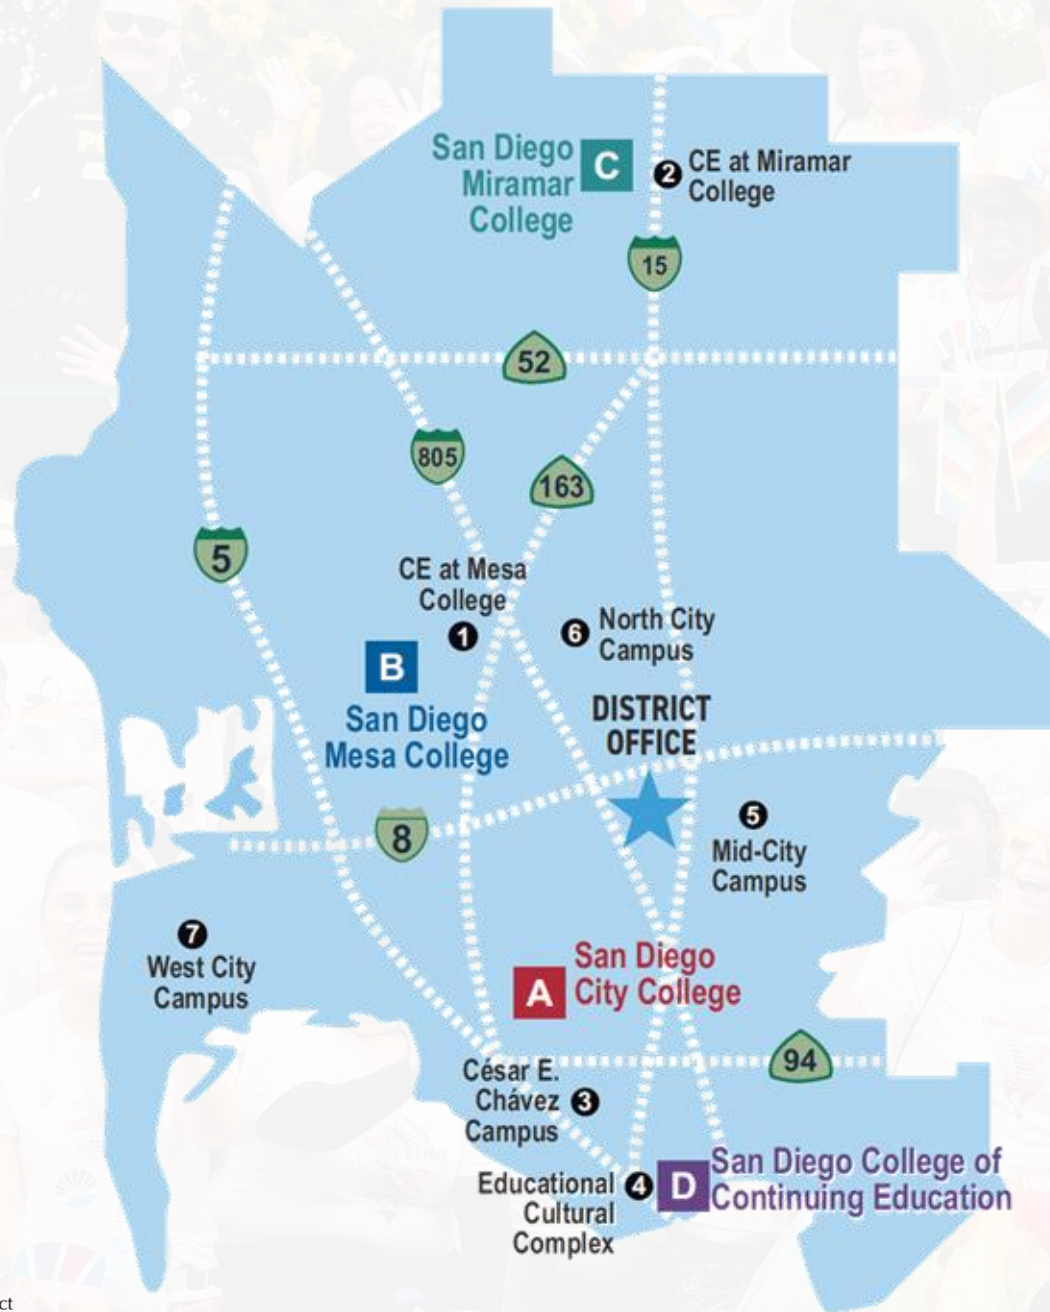 San Diego
Miramar
College
C
2
CE at Miramar
College
15
52
805
163
5
CE at Mesa
College
1
6
North City
Campus
B
San Diego
Mesa College
DISTRICT
OFFICE
8
5
Mid-City
Campus
7
West City
Campus
A
San Diego
City College
94
César E.
Chávez
Campus
3
Educational
Cultural
Complex
4
D
San Diego College of
Continuing Education
ct